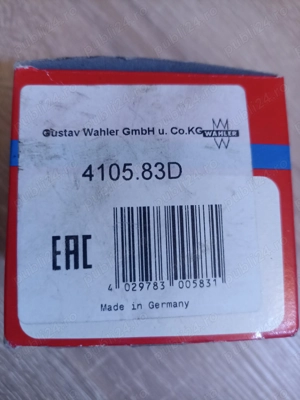 Gustav Wahler GmbH u. Co.KG
WAHLER
4105.83D
EAC
4 029783 005831
Made in Germany